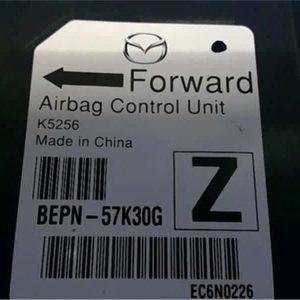 Forward
Airbag Control Unit
K5256
Made in China
BEPN-57K30G
Z
EC6N0226